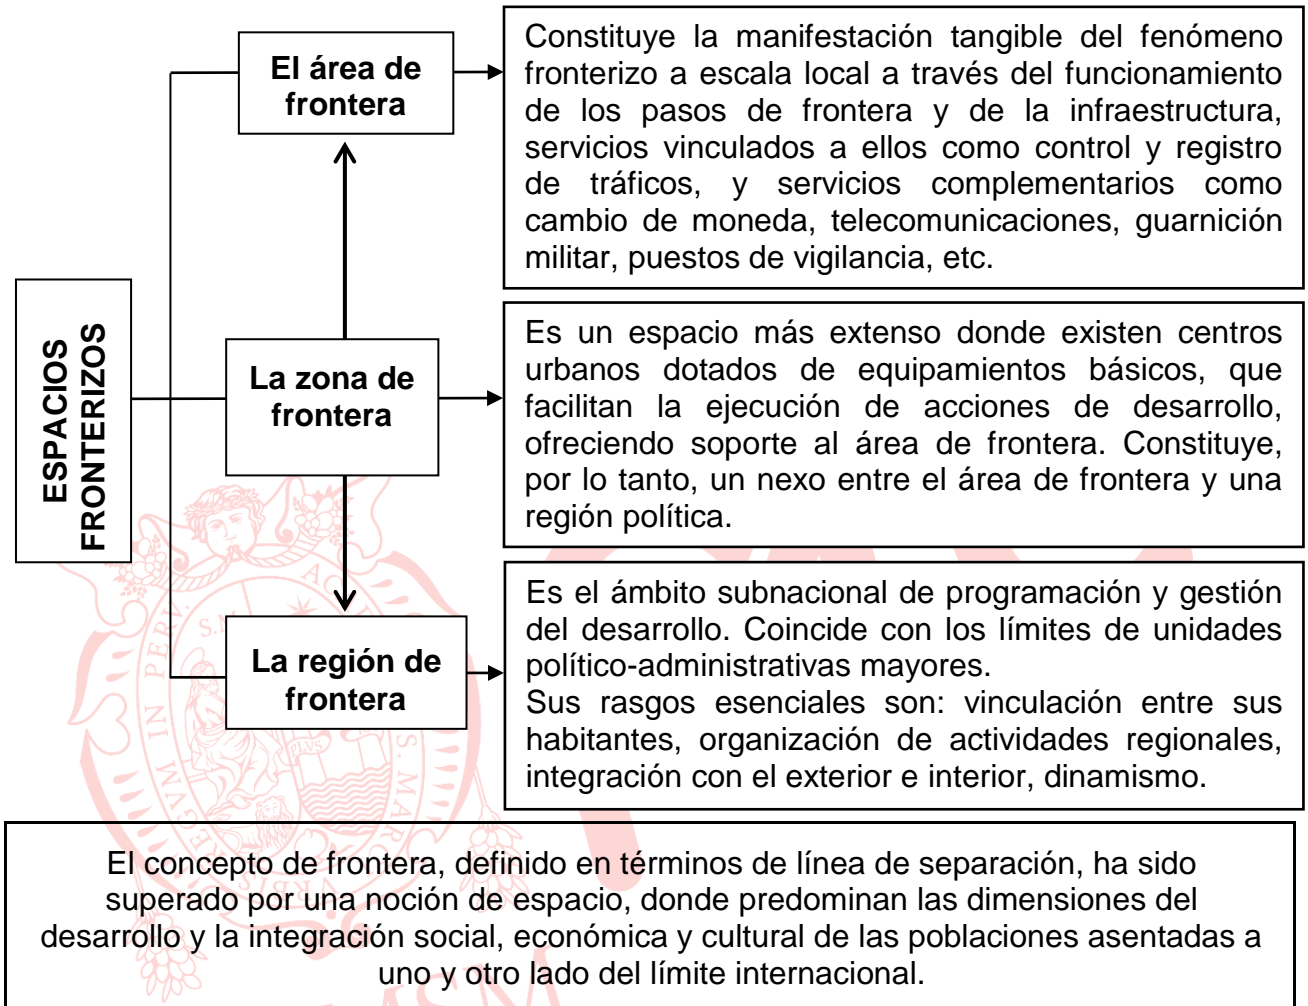 El área de
frontera
Constituye la manifestación tangible del fenómeno
fronterizo a escala local a través del funcionamiento
de los pasos de frontera y de la infraestructura,
servicios vinculados a ellos como control y registro
de tráficos, y servicios complementarios como
cambio de moneda, telecomunicaciones, guarnición
militar, puestos de vigilancia, etc.
ESPACIOS
FRONTERIZOS
La zona de
frontera
Es un espacio más extenso donde existen centros
urbanos dotados de equipamientos básicos, que
facilitan la ejecución de acciones de desarrollo,
ofreciendo soporte al área de frontera. Constituye,
por lo tanto, un nexo entre el área de frontera y una
región política.
La región de
frontera
Es el ámbito subnacional de programación y gestión
del desarrollo. Coincide con los límites de unidades
político-administrativas mayores.
Sus rasgos esenciales son: vinculación entre sus
habitantes, organización de actividades regionales,
integración con el exterior e interior, dinamismo.
El concepto de frontera, definido en términos de línea de separación, ha sido
superado por una noción de espacio, donde predominan las dimensiones del
desarrollo y la integración social, económica y cultural de las poblaciones asentadas a
uno y otro lado del límite internacional.